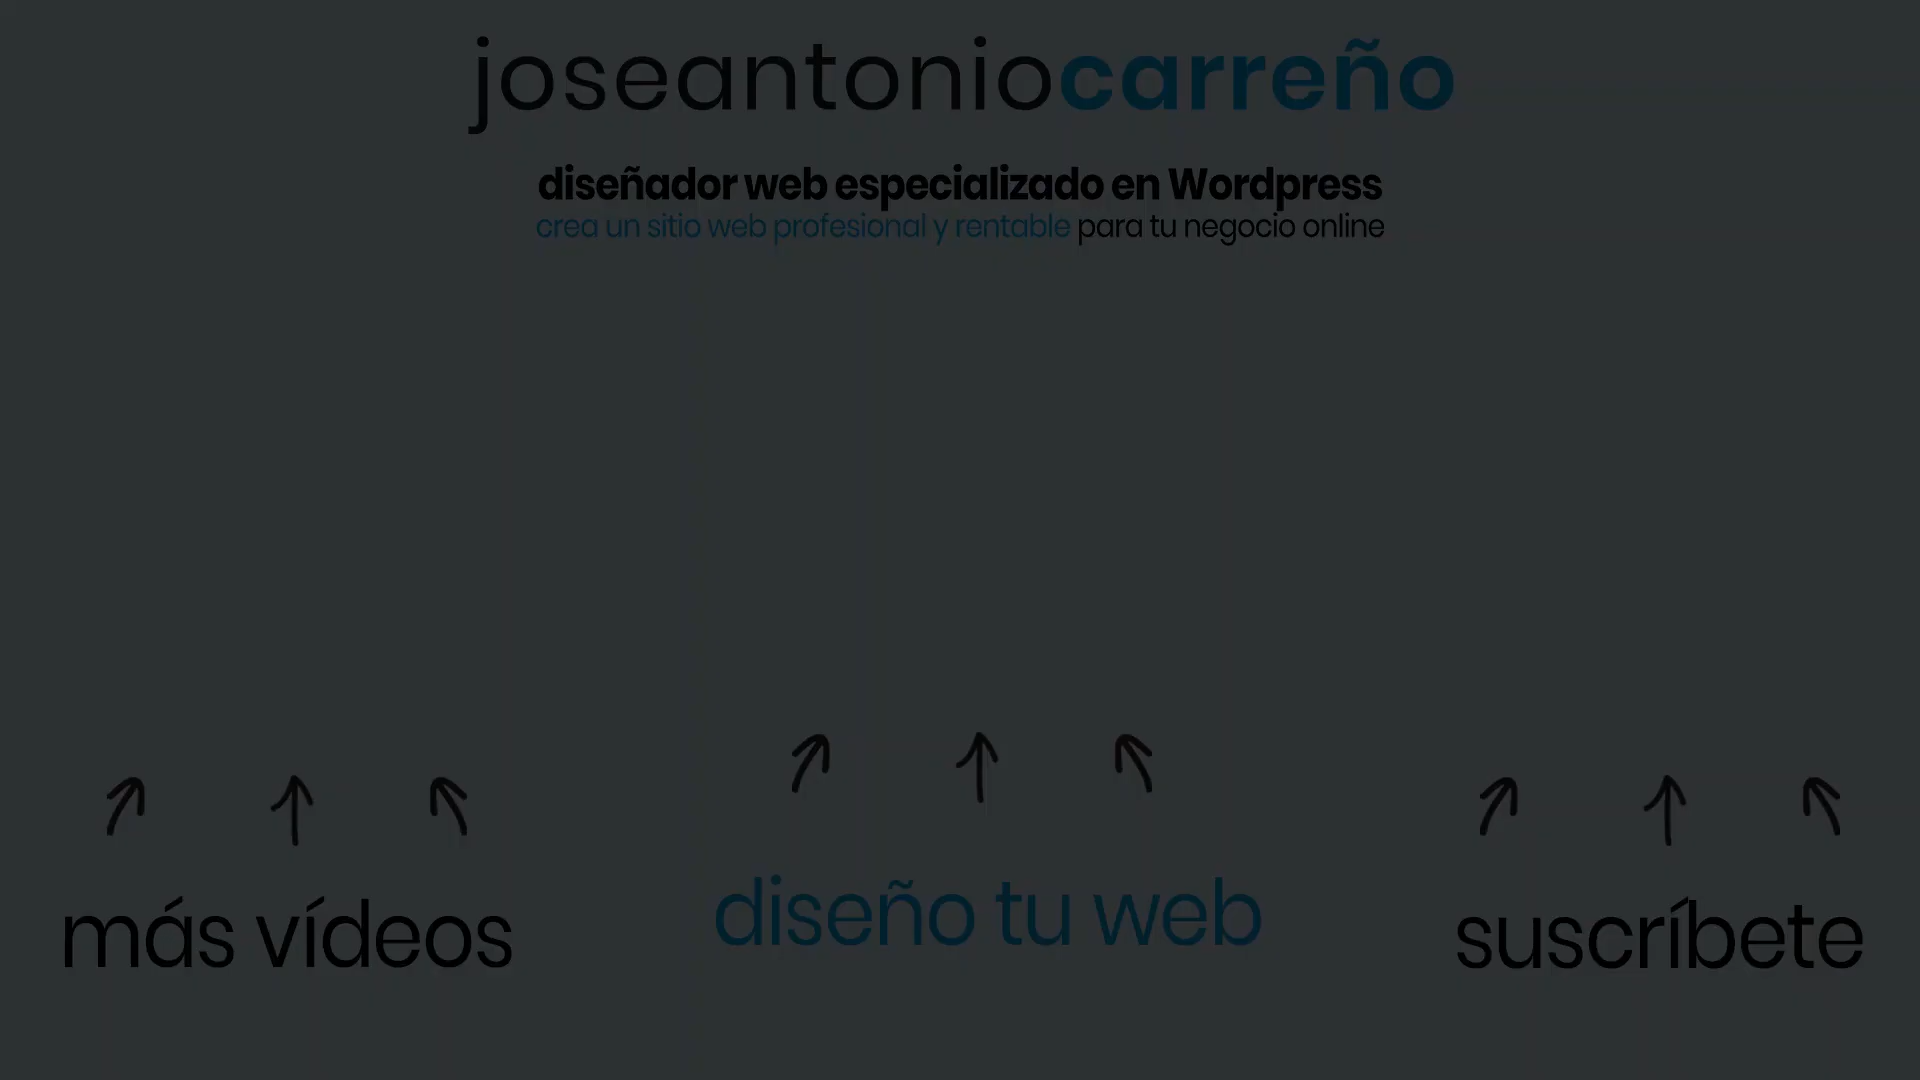 joseantoniocarreño
diseñador web especializado en Wordpress
crea un sitio web profesional y rentable para tu negocio online
más vídeos
diseño tu web
suscríbete